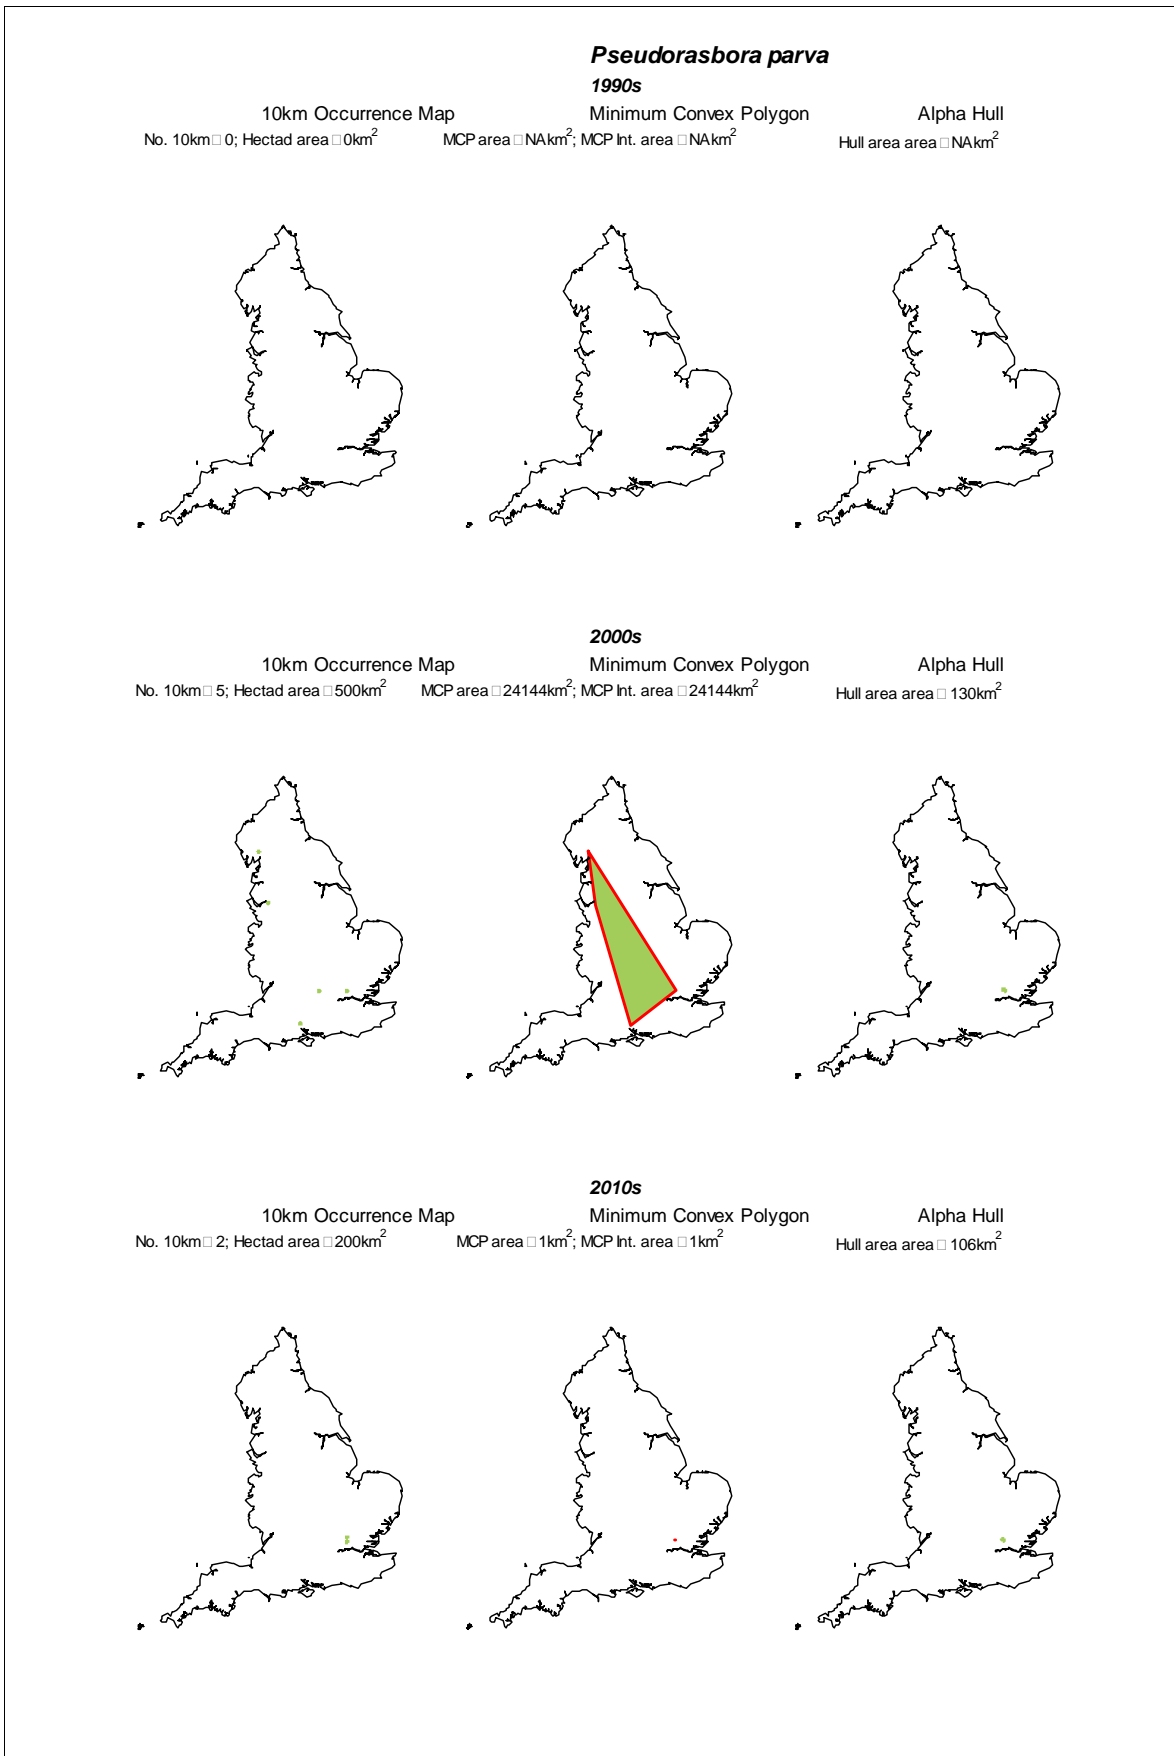 Pseudorasbora parva
1990s
10km Occurrence Map Minimum Convex Polygon Alpha Hull
No. 10km□0; Hectad area□0km² MCP area□NAkm²; MCP Int. area□NAkm² Hull area area□NAkm²
2000s
10km Occurrence Map Minimum Convex Polygon Alpha Hull
No. 10km□5; Hectad area□500km² MCP area□24144km²; MCP Int. area□24144km² Hull area area□130km²
2010s
10km Occurrence Map Minimum Convex Polygon Alpha Hull
No. 10km□2; Hectad area□200km² MCP area□1km²; MCP Int. area□1km² Hull area area□106km²